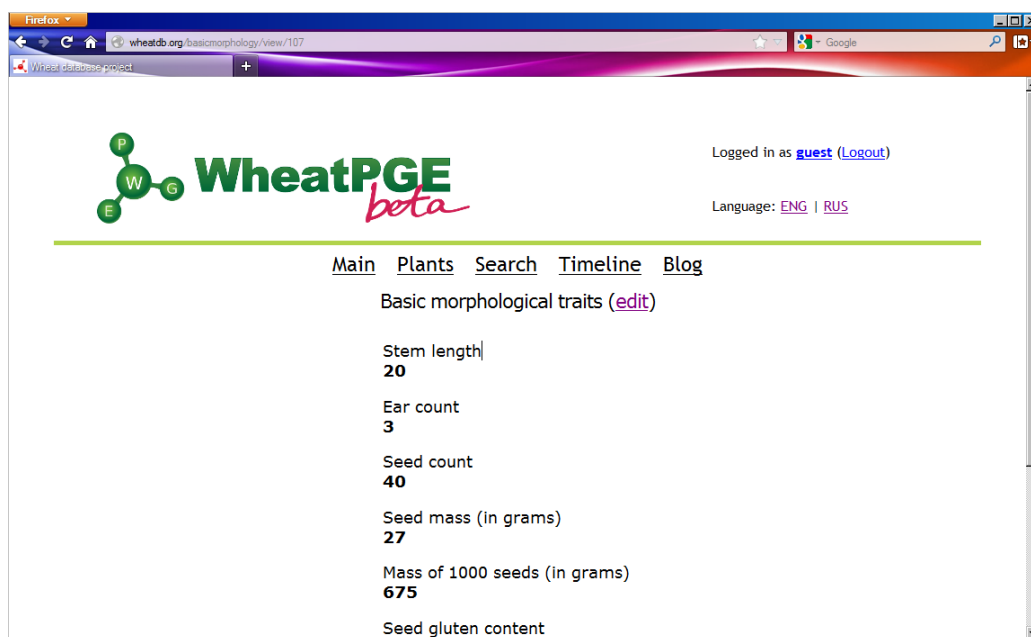 Firefox
wheatdb.org/basicmorphology/view/107
Google
Wheat database project
+
P
W
G
E
WheatPGE
beta
Logged in as guest (Logout)
Language: ENG | RUS
Main Plants Search Timeline Blog
Basic morphological traits (edit)
Stem length
20
Ear count
3
Seed count
40
Seed mass (in grams)
27
Mass of 1000 seeds (in grams)
675
Seed gluten content